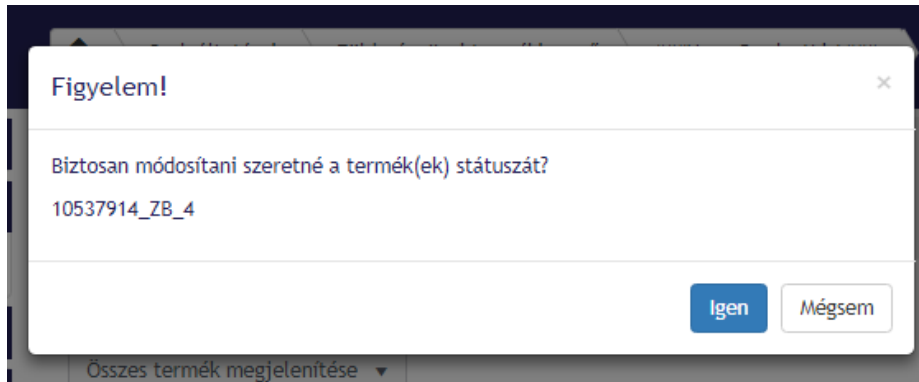 Figyelem!
×
Biztosan módosítani szeretné a termék(ek) státuszát?
10537914_ZB_4
Igen
Mégsem
Összes termék megjelenítése